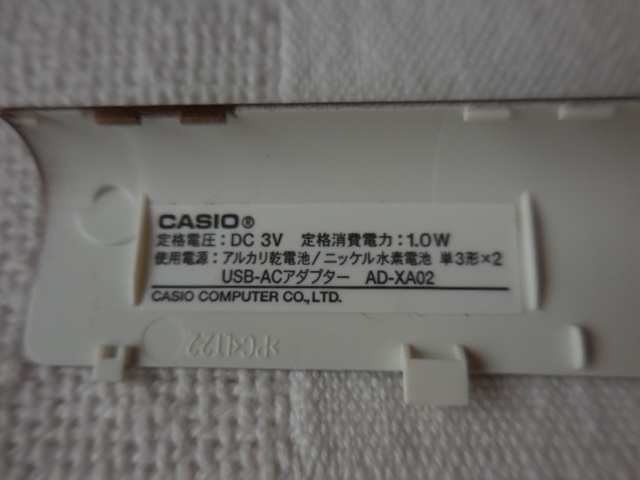 CASIO®
定格電圧：DC 3V 定格消費電力：1.0W
使用電源：アルカリ乾電池/ニッケル水素電池 単3形×2
USB-ACアダプター AD-XA02
CASIO COMPUTER CO.,LTD.
>PC<1122